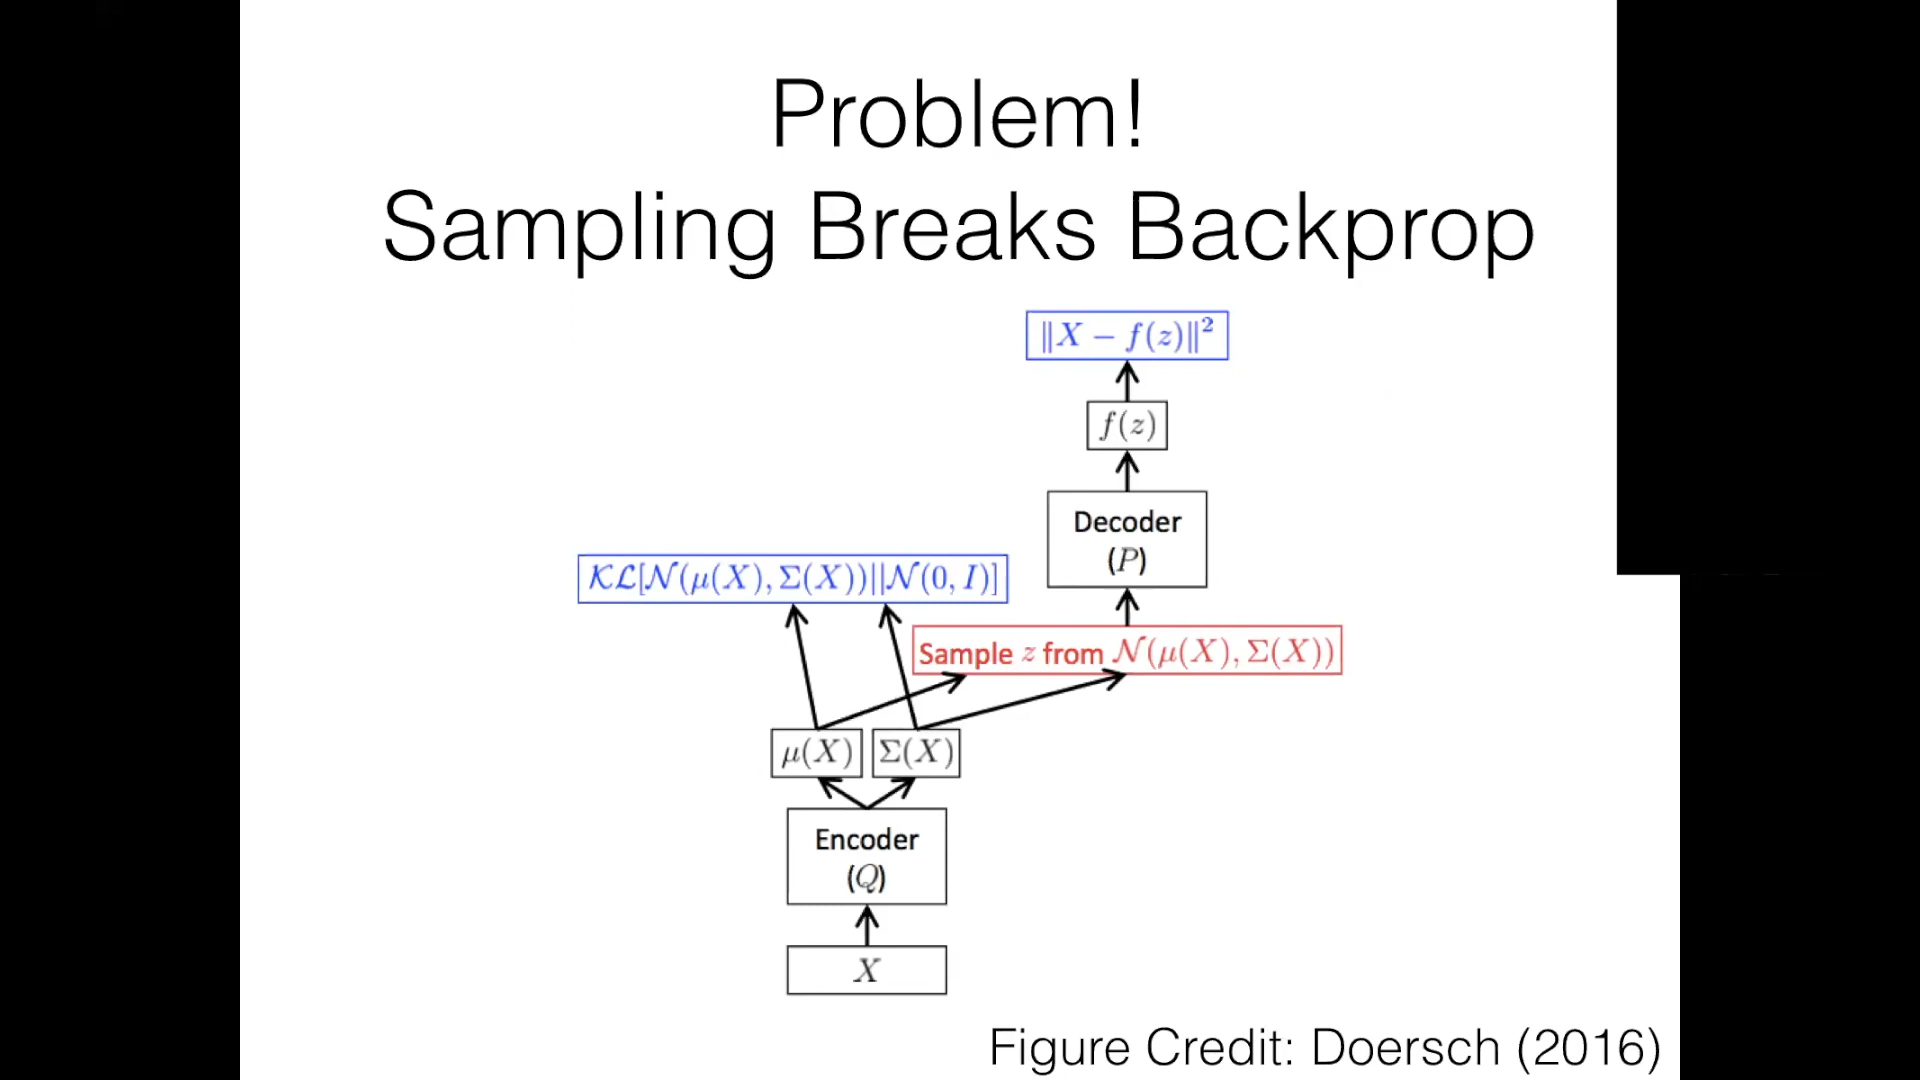 Problem!
Sampling Breaks Backprop
‖X − f(z)‖²
f(z)
Decoder
(P)
𝒦ℒ[𝒩(μ(X), Σ(X))||𝒩(0, I)]
Sample z from 𝒩(μ(X), Σ(X))
μ(X) Σ(X)
Encoder
(Q)
X
Figure Credit: Doersch (2016)